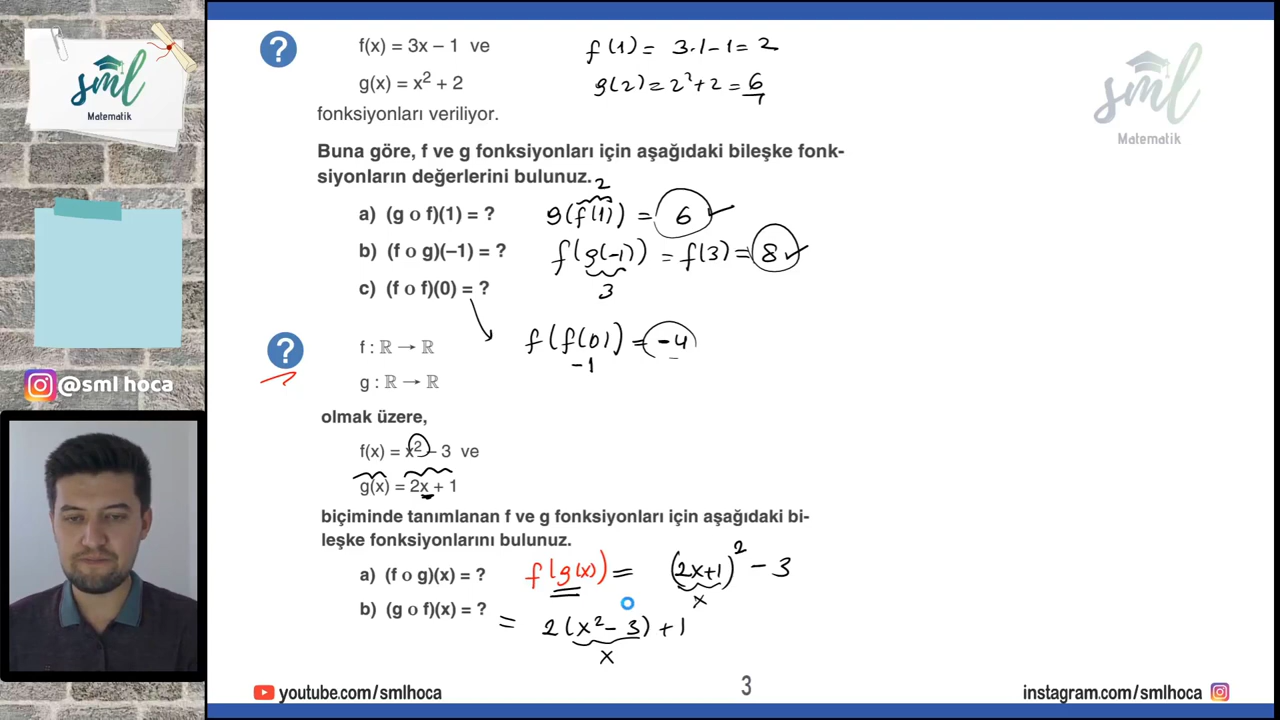 sml
Matematik
@sml hoca
? f(x) = 3x – 1 ve f(1) = 3.1-1 = 2
g(x) = x² + 2 g(2) = 2²+2 = 6
fonksiyonları veriliyor.
sml
Matematik
Buna göre, f ve g fonksiyonları için aşağıdaki bileşke fonk-
siyonların değerlerini bulunuz.
2
a) (g o f)(1) = ? g(f(1)) = 6
b) (f o g)(–1) = ? f(g(-1)) = f(3) = 8
3
c) (f o f)(0) = ?
f(f(0)) = -4
-1
? f : ℝ → ℝ
g : ℝ → ℝ
olmak üzere,
f(x) = x² – 3 ve
g(x) = 2x + 1
biçiminde tanımlanan f ve g fonksiyonları için aşağıdaki bi-
leşke fonksiyonlarını bulunuz.
a) (f o g)(x) = ? f(g(x)) = (2x+1)² - 3
x
b) (g o f)(x) = ? = 2(x²-3)+1
x
youtube.com/smlhoca
3
instagram.com/smlhoca